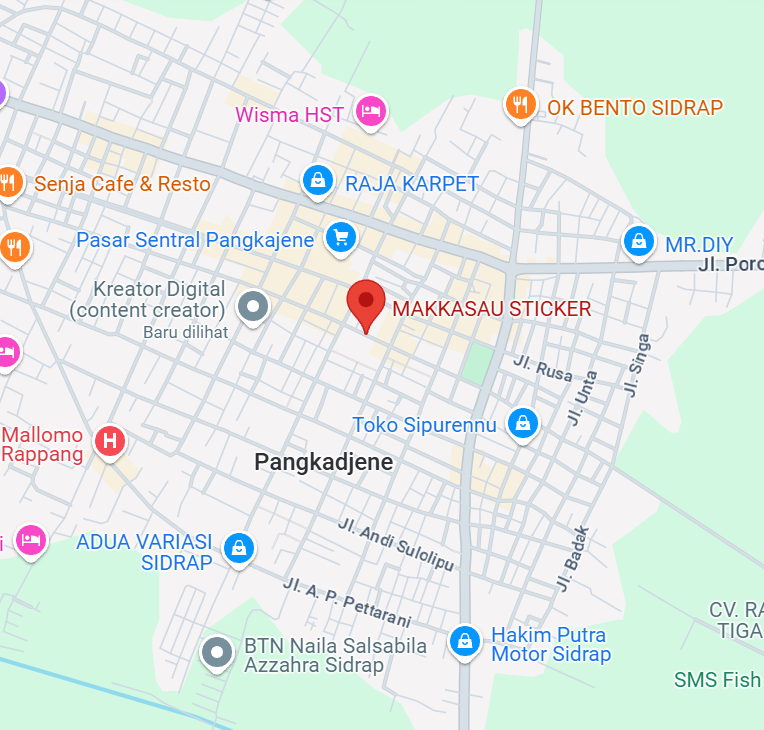 Wisma HST
OK BENTO SIDRAP
Senja Cafe & Resto
RAJA KARPET
Pasar Sentral Pangkajene
MR.DIY
Jl. Poro
Kreator Digital
(content creator)
Baru dilihat
MAKKASAU STICKER
Jl. Rusa
Jl. Unta
Jl. Singa
Toko Sipurennu
Mallomo
Rappang
H
Pangkadjene
i
ADUA VARIASI
SIDRAP
Jl. Andi Sulolipu
Jl. Badak
Jl. A. P. Pettarani
CV. RA
TIGA
Hakim Putra
Motor Sidrap
BTN Naila Salsabila
Azzahra Sidrap
SMS Fish